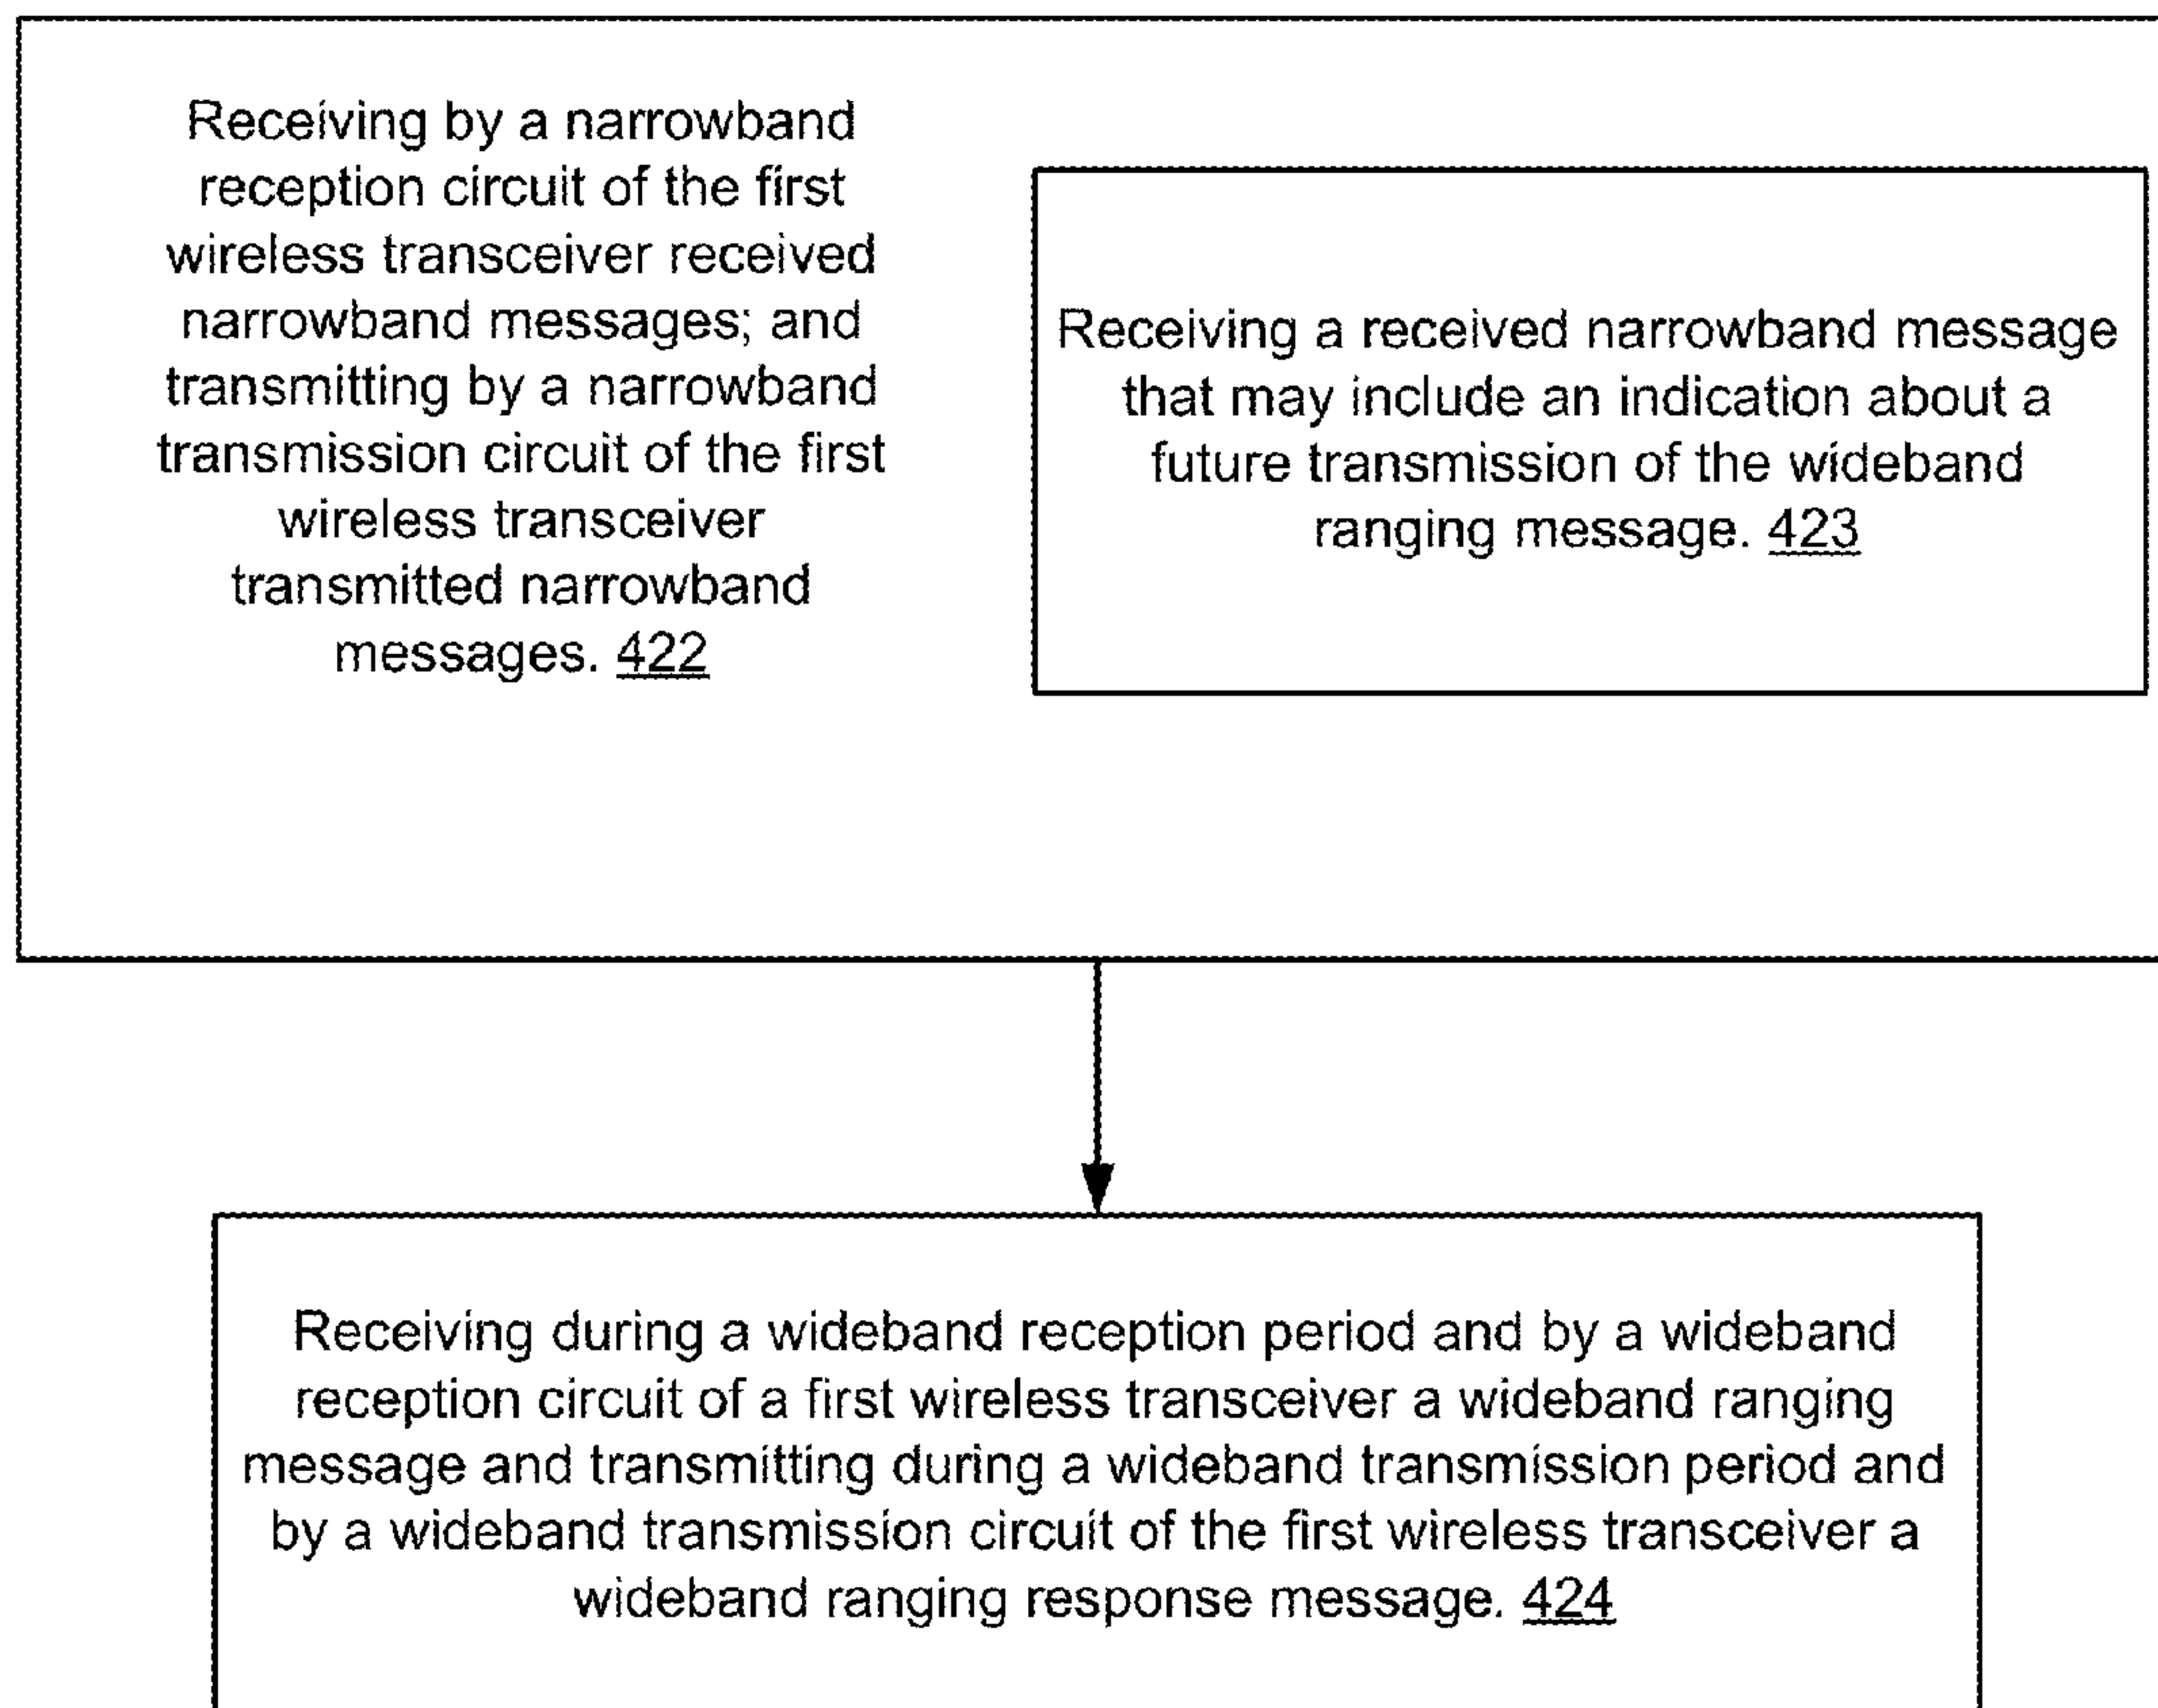 Receiving by a narrowband
reception circuit of the first
wireless transceiver received
narrowband messages; and
transmitting by a narrowband
transmission circuit of the first
wireless transceiver
transmitted narrowband
messages. 422
Receiving a received narrowband message
that may include an indication about a
future transmission of the wideband
ranging message. 423
Receiving during a wideband reception period and by a wideband
reception circuit of a first wireless transceiver a wideband ranging
message and transmitting during a wideband transmission period and
by a wideband transmission circuit of the first wireless transceiver a
wideband ranging response message. 424